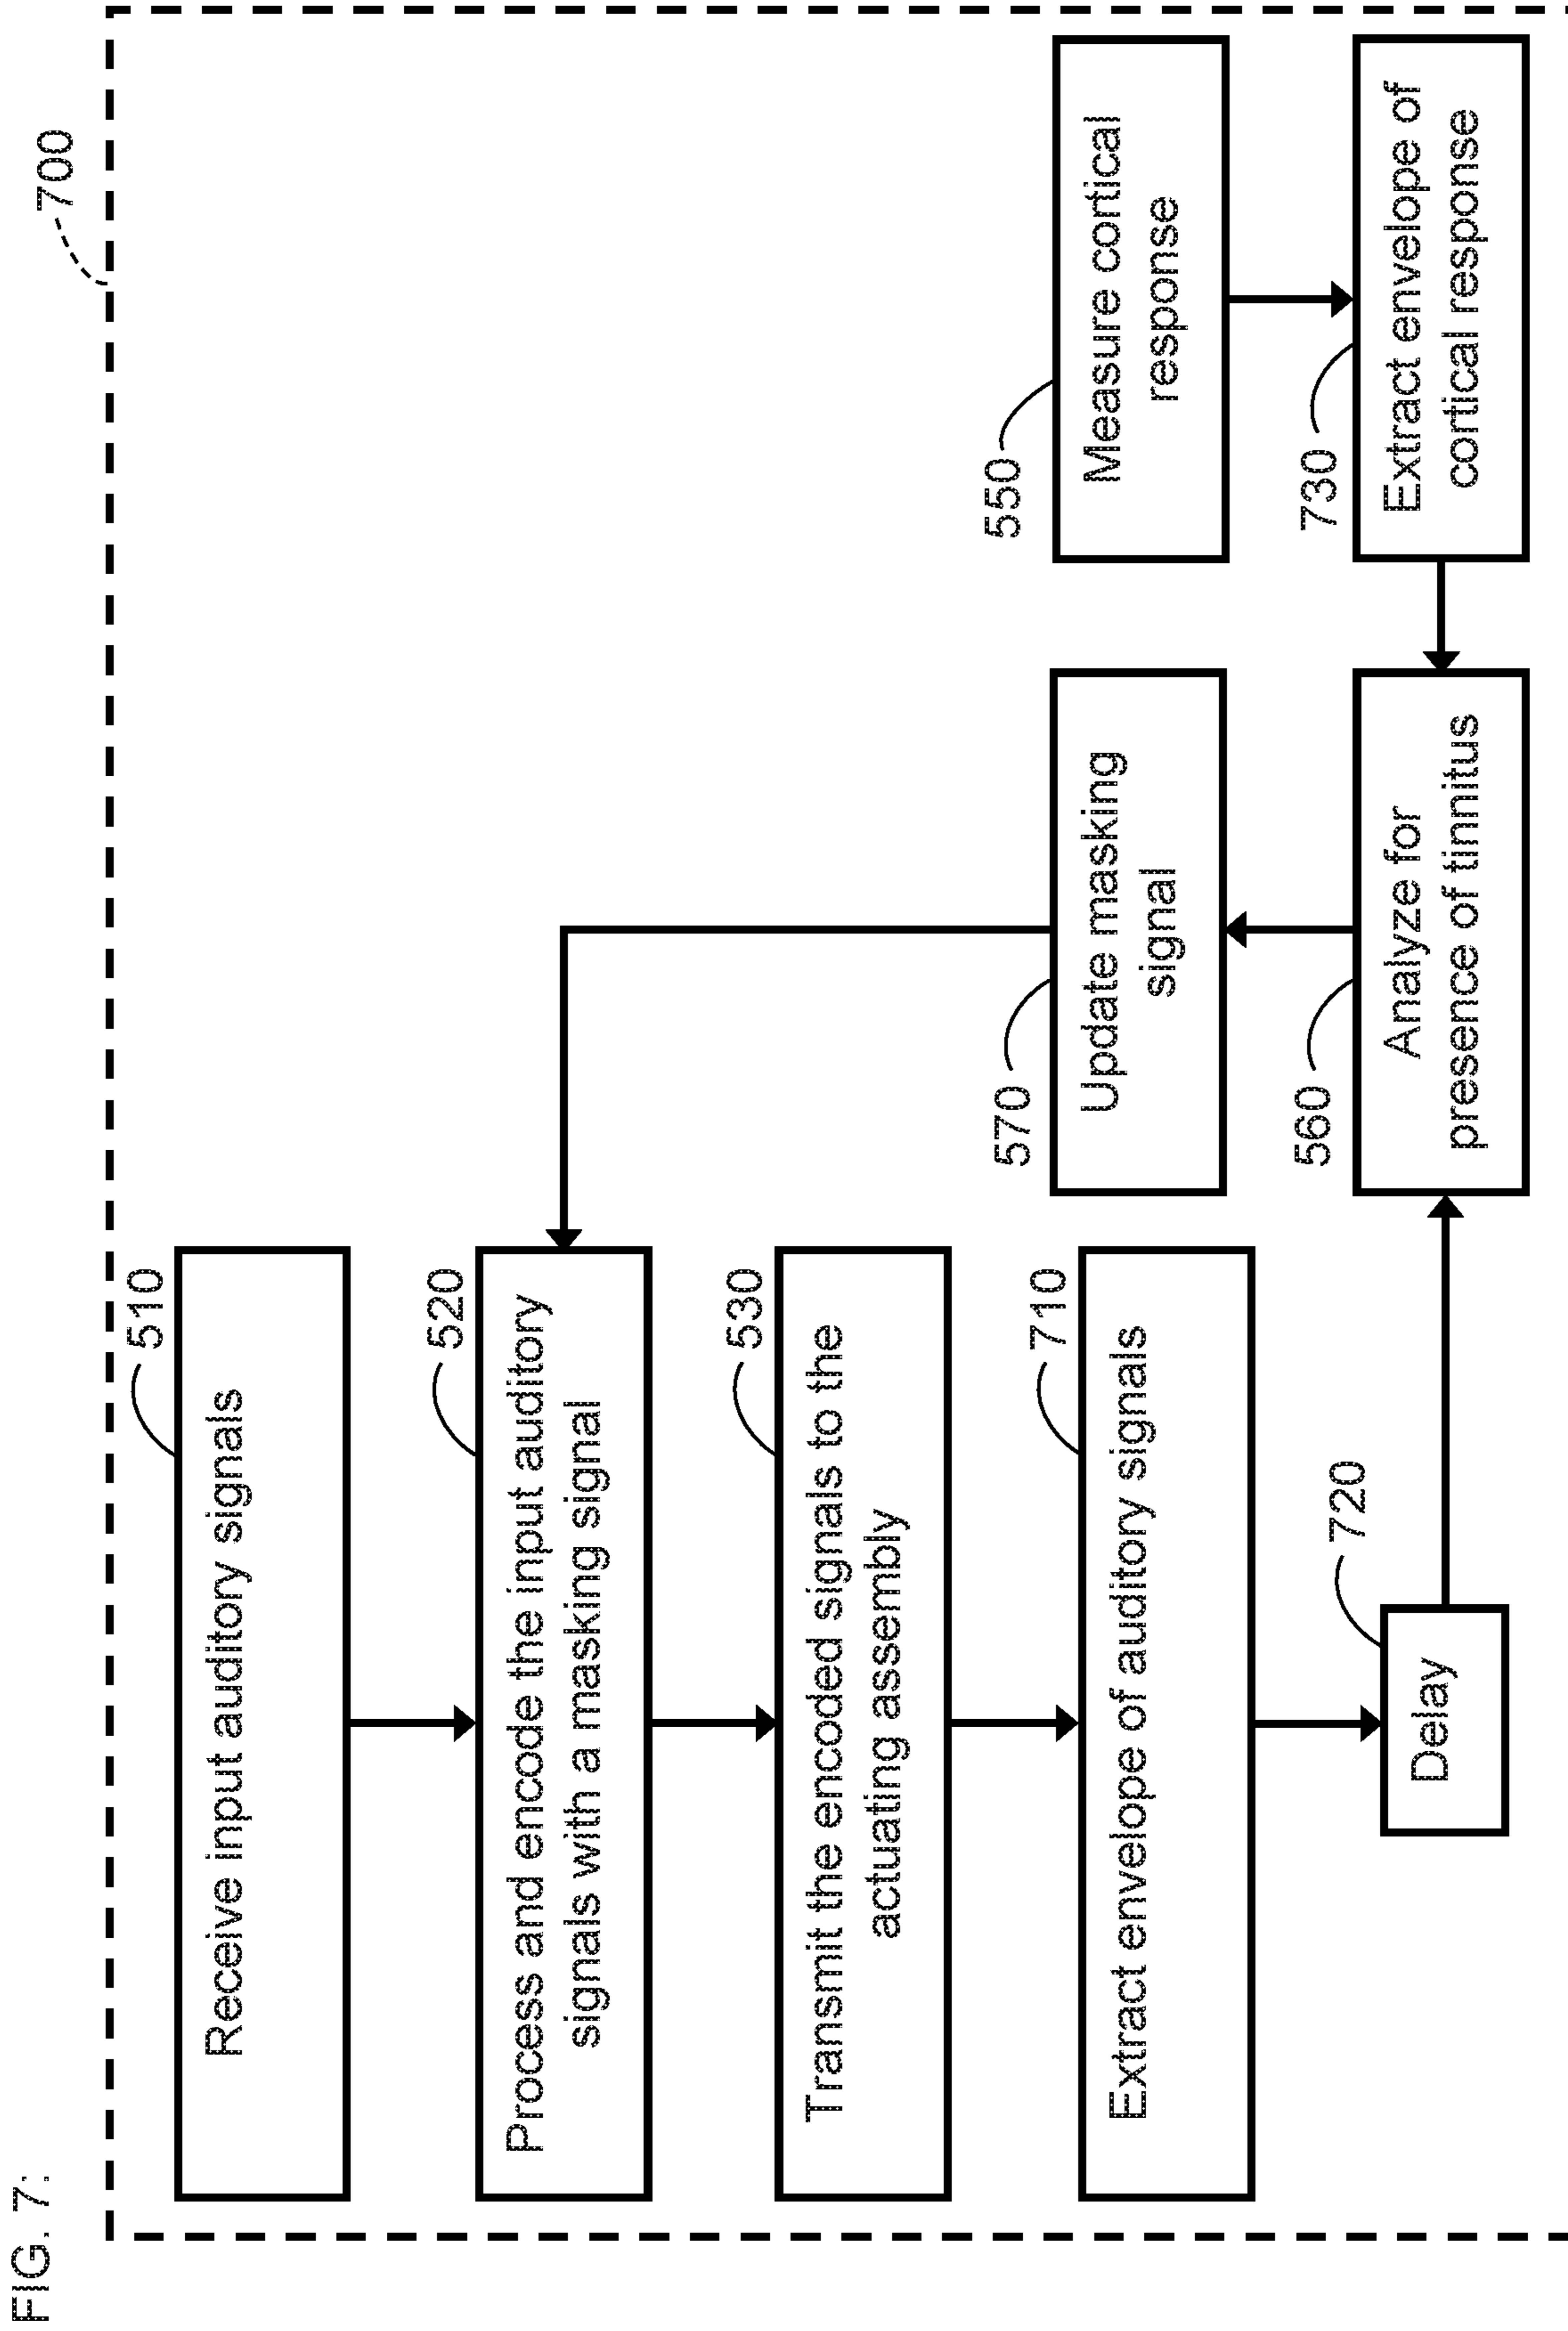 FIG. 7:
700
510
Receive input auditory signals
520
Process and encode the input auditory
signals with a masking signal
530
Transmit the encoded signals to the
actuating assembly
710
Extract envelope of auditory signals
720
Delay
570
Update masking
signal
560
Analyze for
presence of tinnitus
550
Measure cortical
response
730
Extract envelope of
cortical response